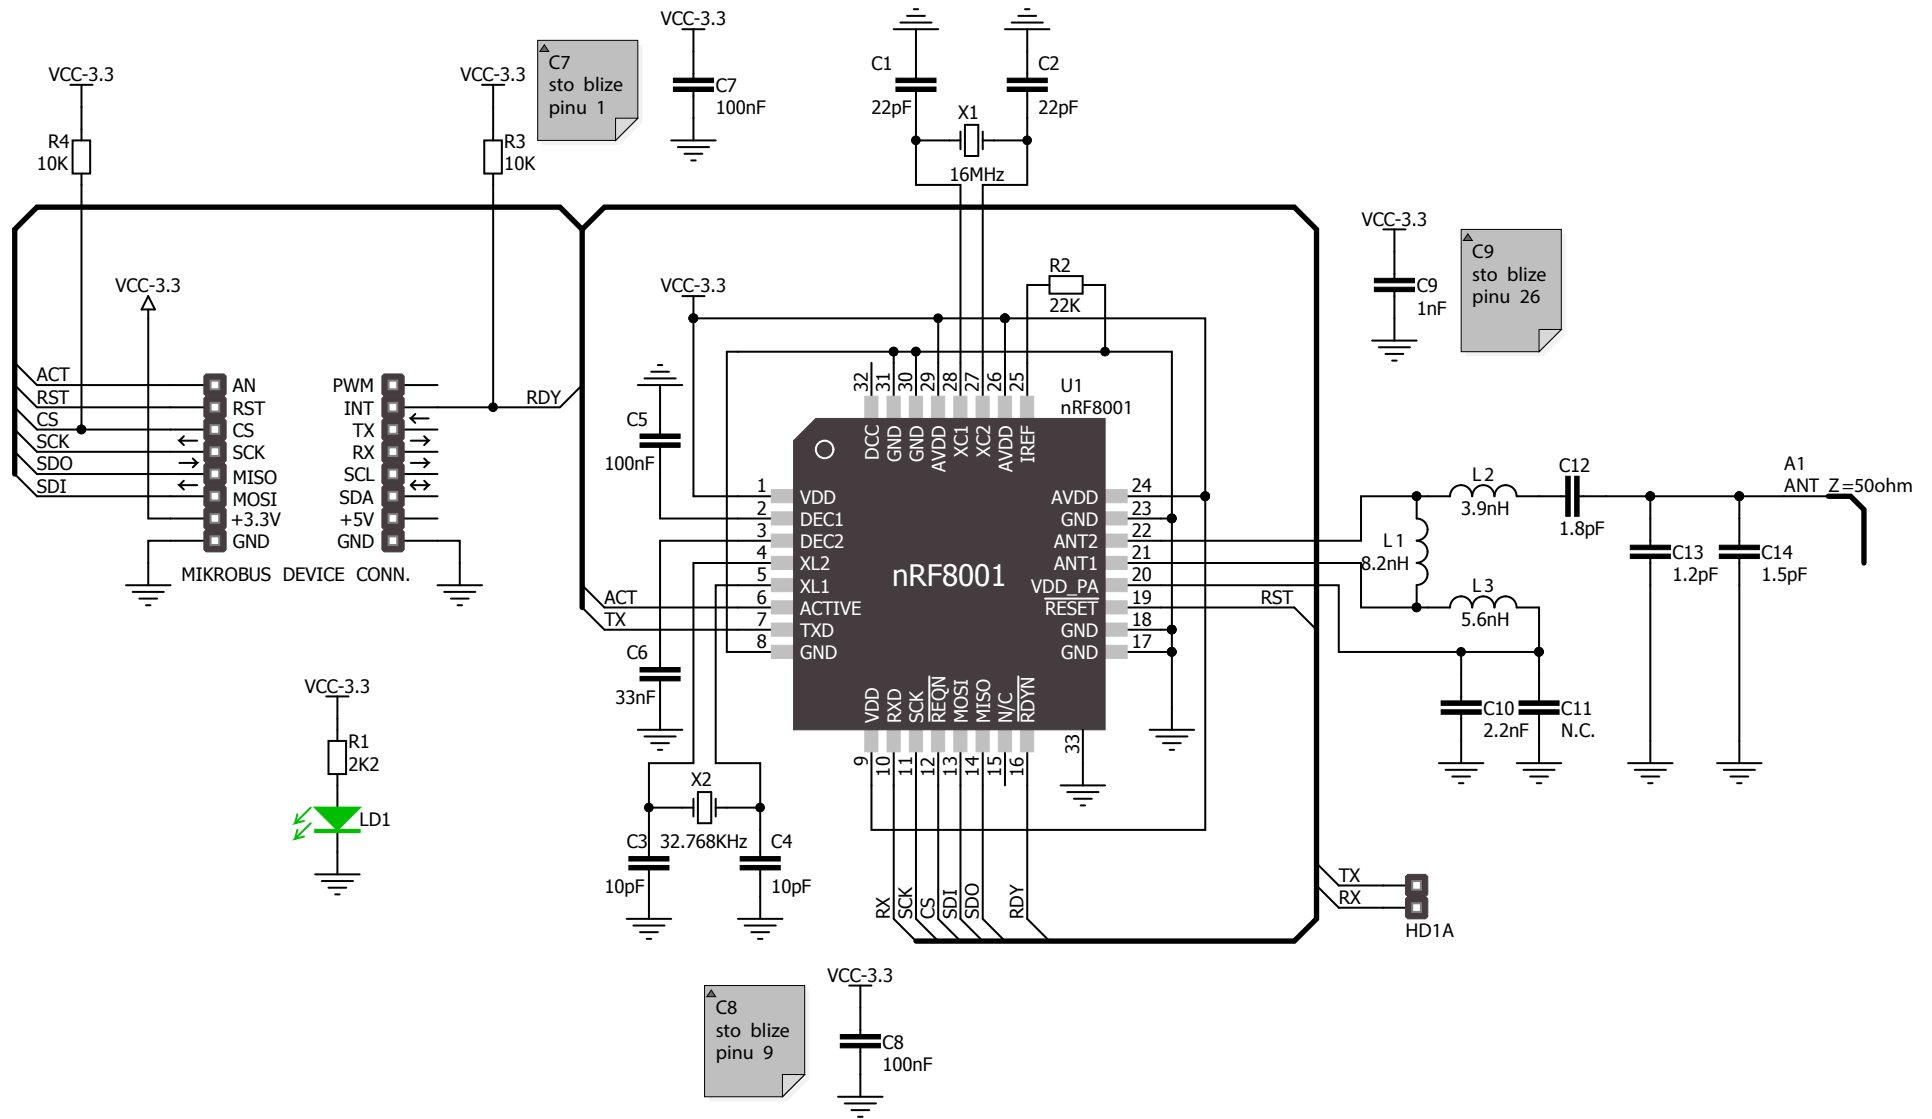 VCC-3.3
R4
10K
VCC-3.3
R3
10K
C7
sto blize
pinu 1
VCC-3.3
C7
100nF
C1
22pF
C2
22pF
X1
16MHz
VCC-3.3
C9
1nF
C9
sto blize
pinu 26
VCC-3.3
ACT
RST
CS
SCK
SDO
SDI
AN
RST
CS
SCK
MISO
MOSI
+3.3V
GND
PWM
INT
TX
RX
SCL
SDA
+5V
GND
RDY
MIKROBUS DEVICE CONN.
VCC-3.3
R2
22K
C5
100nF
32
31
30
29
28
27
26
25
U1
nRF8001
DCC
GND
GND
AVDD
XC1
XC2
AVDD
IREF
1
2
3
4
5
6
7
8
VDD
DEC1
DEC2
XL2
XL1
ACTIVE
TXD
GND
nRF8001
AVDD
GND
ANT2
ANT1
VDD_PA
RESET
GND
GND
24
23
22
21
20
19
18
17
ACT
TX
RST
VDD
RXD
SCK
REQN
MOSI
MISO
N/C
RDYN
9
10
11
12
13
14
15
16
33
C6
33nF
X2
32.768KHz
C3
10pF
C4
10pF
RX
SCK
CS
SDI
SDO
RDY
L1
8.2nH
L2
3.9nH
L3
5.6nH
C12
1.8pF
C13
1.2pF
C14
1.5pF
A1
ANT Z=50ohm
C10
2.2nF
C11
N.C.
VCC-3.3
R1
2K2
LD1
TX
RX
HD1A
C8
sto blize
pinu 9
VCC-3.3
C8
100nF